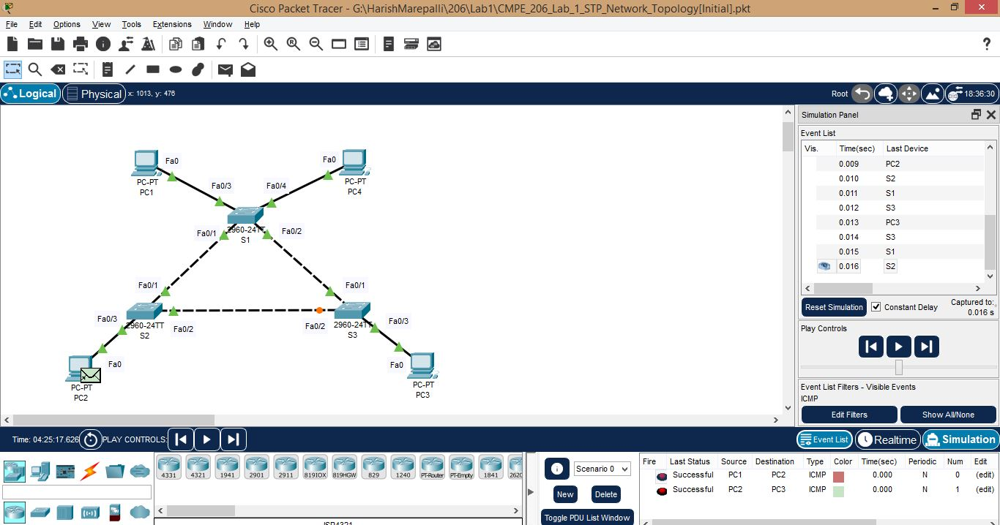 Cisco Packet Tracer - G:\HarishMarepalli\206\Lab1\CMPE_206_Lab_1_STP_Network_Topology[Initial].pkt
File Edit Options View Tools Extensions Window Help
Logical Physical x: 1013, y: 476 Root 18:36:30
Simulation Panel
Event List
Vis. Time(sec) Last Device
0.009 PC2
0.010 S2
0.011 S1
0.012 S3
0.013 PC3
0.014 S3
0.015 S1
0.016 S2
Reset Simulation Constant Delay Captured to:
0.016 s
Play Controls
Event List Filters - Visible Events
ICMP
Edit Filters Show All/None
Fa0 Fa0
PC-PT PC-PT
PC1 PC4
Fa0/3 Fa0/4
2960-24TT
S1
Fa0/1 Fa0/2
Fa0/1 Fa0/1
Fa0/3 2960-24TT Fa0/2 Fa0/2 2960-24TT Fa0/3
S2 S3
Fa0 Fa0
PC-PT PC-PT
PC2 PC3
Time: 04:25:17.626 PLAY CONTROLS: Event List Realtime Simulation
4331 4321 1941 2901 2911 819IOX 819HGW 829 1240 PT-Router PT-Empty 1841 2620
ISR4321
Scenario 0
New Delete
Toggle PDU List Window
Fire Last Status Source Destination Type Color Time(sec) Periodic Num Edit
Successful PC1 PC2 ICMP 0.000 N 0 (edit)
Successful PC2 PC3 ICMP 0.000 N 1 (edit)